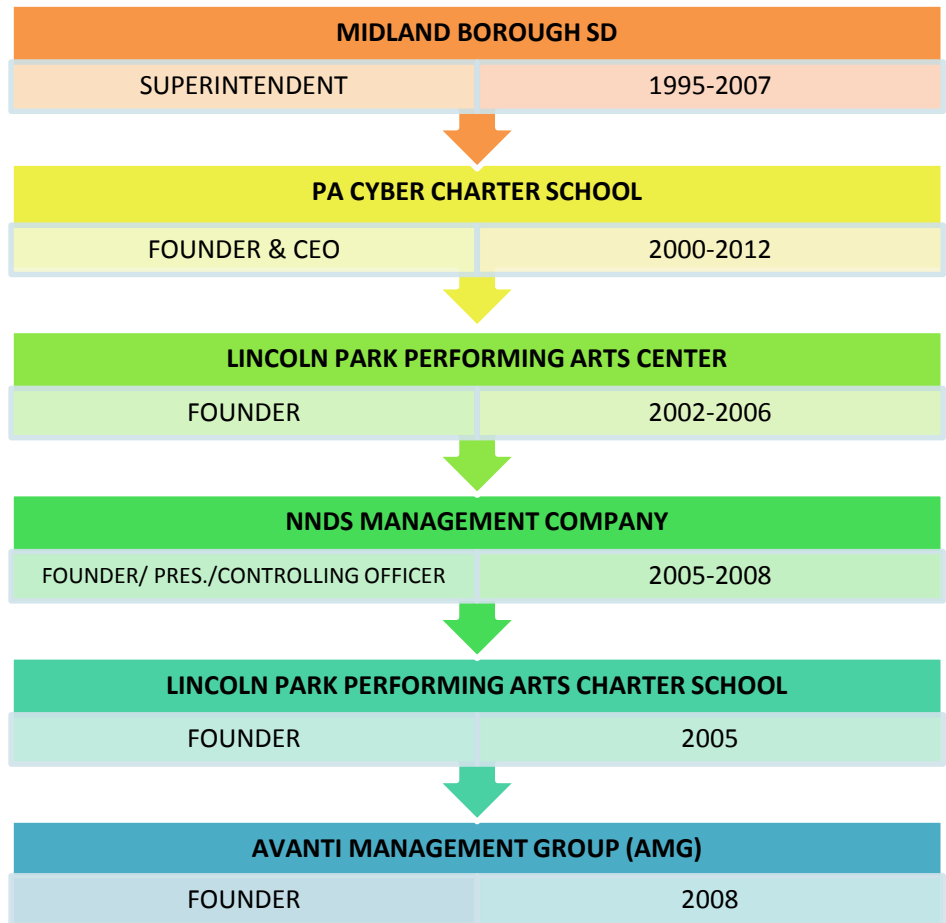 MIDLAND BOROUGH SD
SUPERINTENDENT 1995-2007
PA CYBER CHARTER SCHOOL
FOUNDER & CEO 2000-2012
LINCOLN PARK PERFORMING ARTS CENTER
FOUNDER 2002-2006
NNDS MANAGEMENT COMPANY
FOUNDER/ PRES./CONTROLLING OFFICER 2005-2008
LINCOLN PARK PERFORMING ARTS CHARTER SCHOOL
FOUNDER 2005
AVANTI MANAGEMENT GROUP (AMG)
FOUNDER 2008